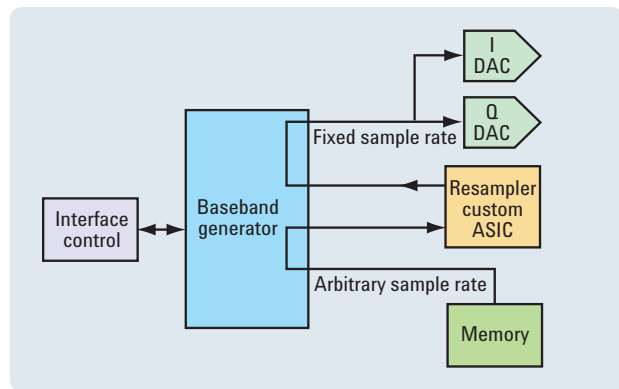 I
DAC
Q
DAC
Fixed sample rate
Resampler
custom
ASIC
Baseband
generator
Interface
control
Arbitrary sample rate
Memory